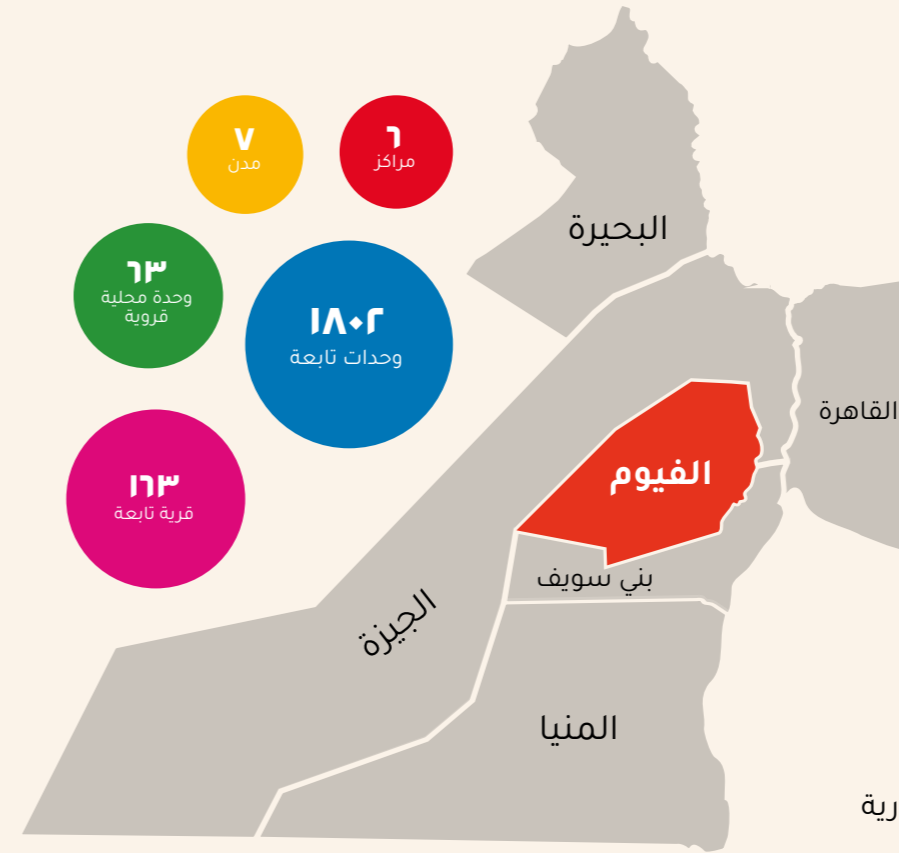 ٦
مراكز
٧
مدن
٦٣
وحدة محلية
قروية
١٨٠٢
وحدات تابعة
١٦٣
قرية تابعة
البحيرة
القاهرة
الفيوم
بني سويف
الجيزة
المنيا
رية